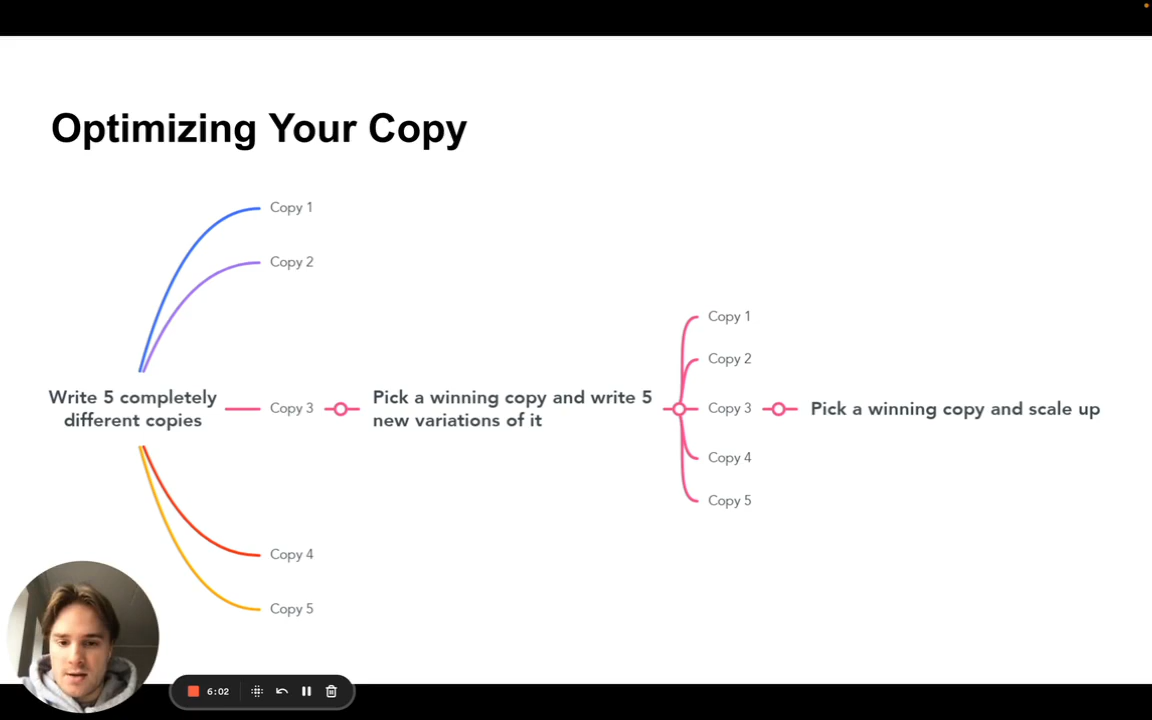 Optimizing Your Copy
Copy 1
Copy 2
Write 5 completely
different copies
Copy 3
Pick a winning copy and write 5
new variations of it
Copy 1
Copy 2
Copy 3
Copy 4
Copy 5
Pick a winning copy and scale up
Copy 4
Copy 5
6:02